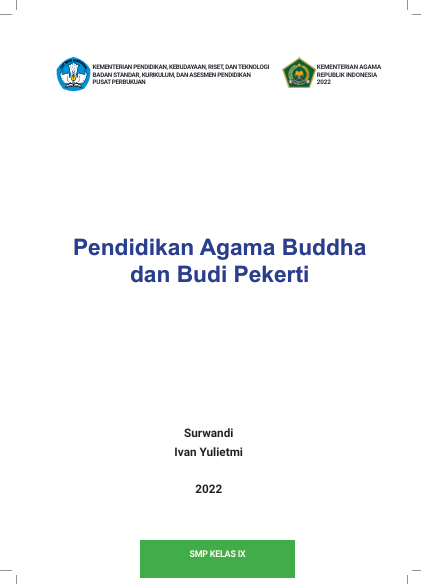 KEMENTERIAN PENDIDIKAN, KEBUDAYAAN, RISET, DAN TEKNOLOGI
BADAN STANDAR, KURIKULUM, DAN ASESMEN PENDIDIKAN
PUSAT PERBUKUAN
KEMENTERIAN AGAMA
REPUBLIK INDONESIA
2022
Pendidikan Agama Buddha
dan Budi Pekerti
Surwandi
Ivan Yulietmi
2022
SMP KELAS IX